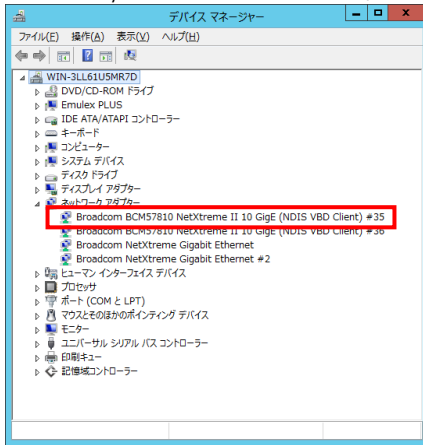 デバイス マネージャー
ファイル(F) 操作(A) 表示(V) ヘルプ(H)
WIN-3LL61U5MR7D
DVD/CD-ROM ドライブ
Emulex PLUS
IDE ATA/ATAPI コントローラー
キーボード
コンピューター
システム デバイス
ディスク ドライブ
ディスプレイ アダプター
ネットワーク アダプター
Broadcom BCM57810 NetXtreme II 10 GigE (NDIS VBD Client) #35
Broadcom BCM57810 NetXtreme II 10 GigE (NDIS VBD Client) #36
Broadcom NetXtreme Gigabit Ethernet
Broadcom NetXtreme Gigabit Ethernet #2
ヒューマン インターフェイス デバイス
プロセッサ
ポート (COM と LPT)
マウスとそのほかのポインティング デバイス
モニター
ユニバーサル シリアル バス コントローラー
印刷キュー
記憶域コントローラー